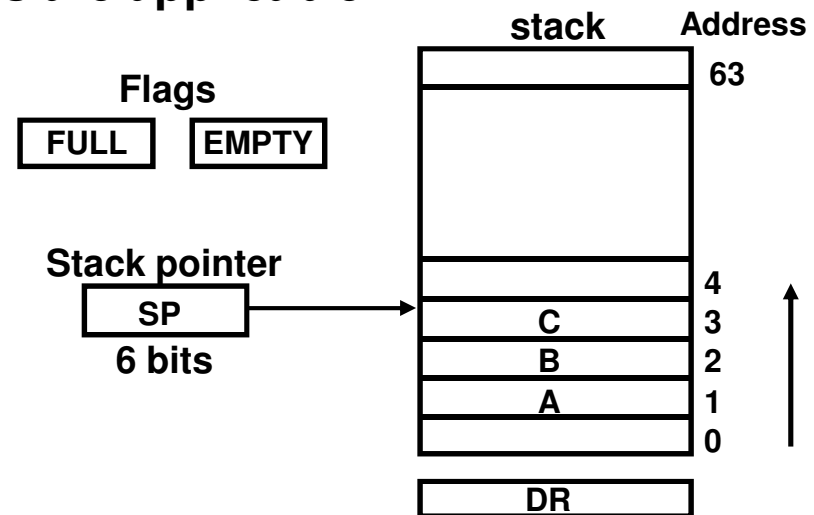 stack Address
63
Flags
FULL EMPTY
Stack pointer
SP
6 bits
4
C 3
B 2
A 1
0
DR